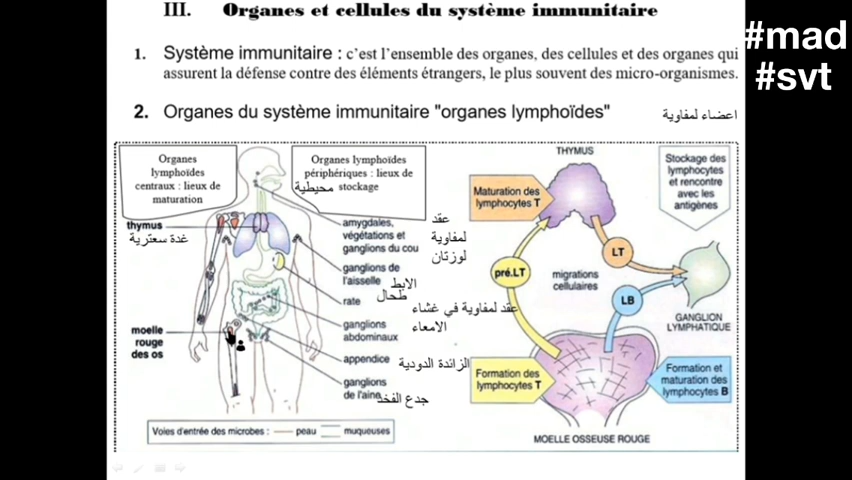 III. Organes et cellules du système immunitaire
#mad
#svt
1. Système immunitaire : c'est l'ensemble des organes, des cellules et des organes qui
assurent la défense contre des éléments étrangers, le plus souvent des micro-organismes.
2. Organes du système immunitaire "organes lymphoïdes" اعضاء لمفاوية
Organes
lymphoïdes
centraux : lieux de
maturation
Organes lymphoïdes
périphériques : lieux de
stockage محيطية
thymus
غدة سعترية
moelle
rouge
des os
amygdales,
végétations et
ganglions du cou
عقد
لمفاوية
لوزتان
ganglions de
l'aisselle الابط
rate طحال
ganglions
abdominaux
عقد لمفاوية في غشاء
الامعاء
appendice الزائدة الدودية
ganglions
de l'aine جدع الفخد
Voies d'entrée des microbes : peau muqueuses
THYMUS
Maturation des
lymphocytes T
Stockage des
lymphocytes
et rencontre
avec les
antigènes
LT
pré.LT
migrations
cellulaires
LB
GANGLION
LYMPHATIQUE
Formation des
lymphocytes T
Formation et
maturation des
lymphocytes B
MOELLE OSSEUSE ROUGE